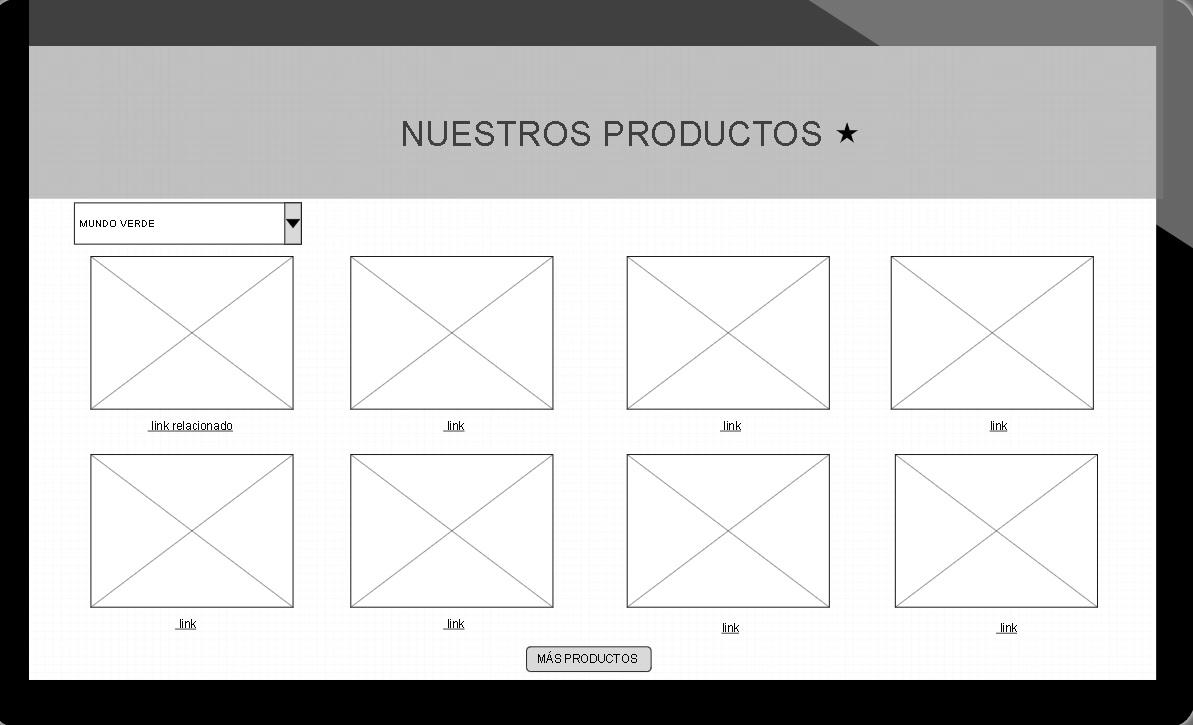 NUESTROS PRODUCTOS ★
MUNDO VERDE
link relacionado
link
link
link
link
link
link
link
MÁS PRODUCTOS